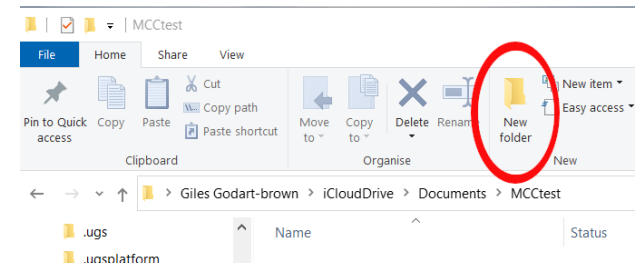 MCCtest
File Home Share View
Pin to Quick access
Copy
Paste
Cut
Copy path
Paste shortcut
Clipboard
Move to
Copy to
Delete
Rename
Organise
New folder
New item
Easy access
New
Giles Godart-brown > iCloudDrive > Documents > MCCtest
.ugs
.ugsplatform
Name
Status